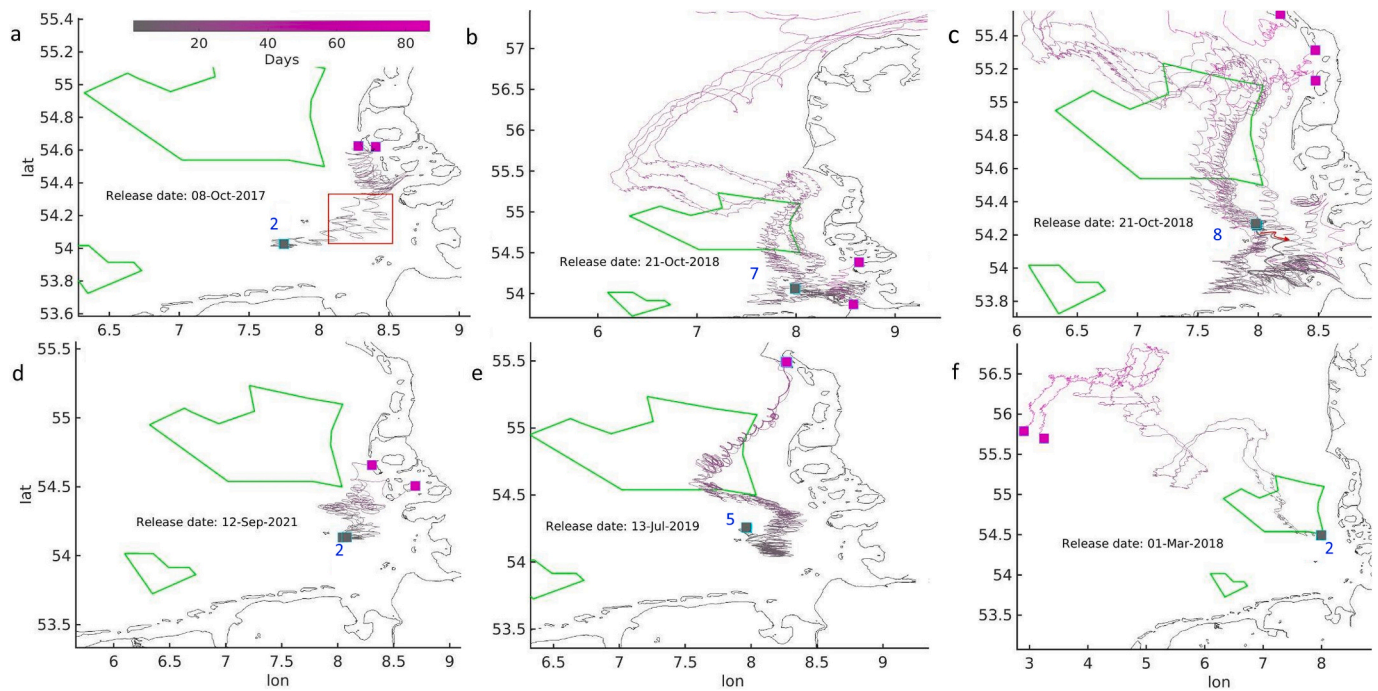 a
20 40 60 80
Days
55.4
55.2
55
54.8
54.6
54.4
54.2
54
53.8
53.6
lat
Release date: 08-Oct-2017
2
6.5 7 7.5 8 8.5 9
b
57
56.5
56
55.5
55
54.5
54
Release date: 21-Oct-2018
7
6 7 8 9
c
55.4
55.2
55
54.8
54.6
54.4
54.2
54
53.8
Release date: 21-Oct-2018
8
6 6.5 7 7.5 8 8.5
d
55.5
55
54.5
54
53.5
lat
Release date: 12-Sep-2021
2
6 6.5 7 7.5 8 8.5 9
lon
e
55.5
55
54.5
54
53.5
Release date: 13-Jul-2019
5
6.5 7 7.5 8 8.5 9
lon
f
56.5
56
55.5
55
54.5
54
53.5
Release date: 01-Mar-2018
2
3 4 5 6 7 8
lon